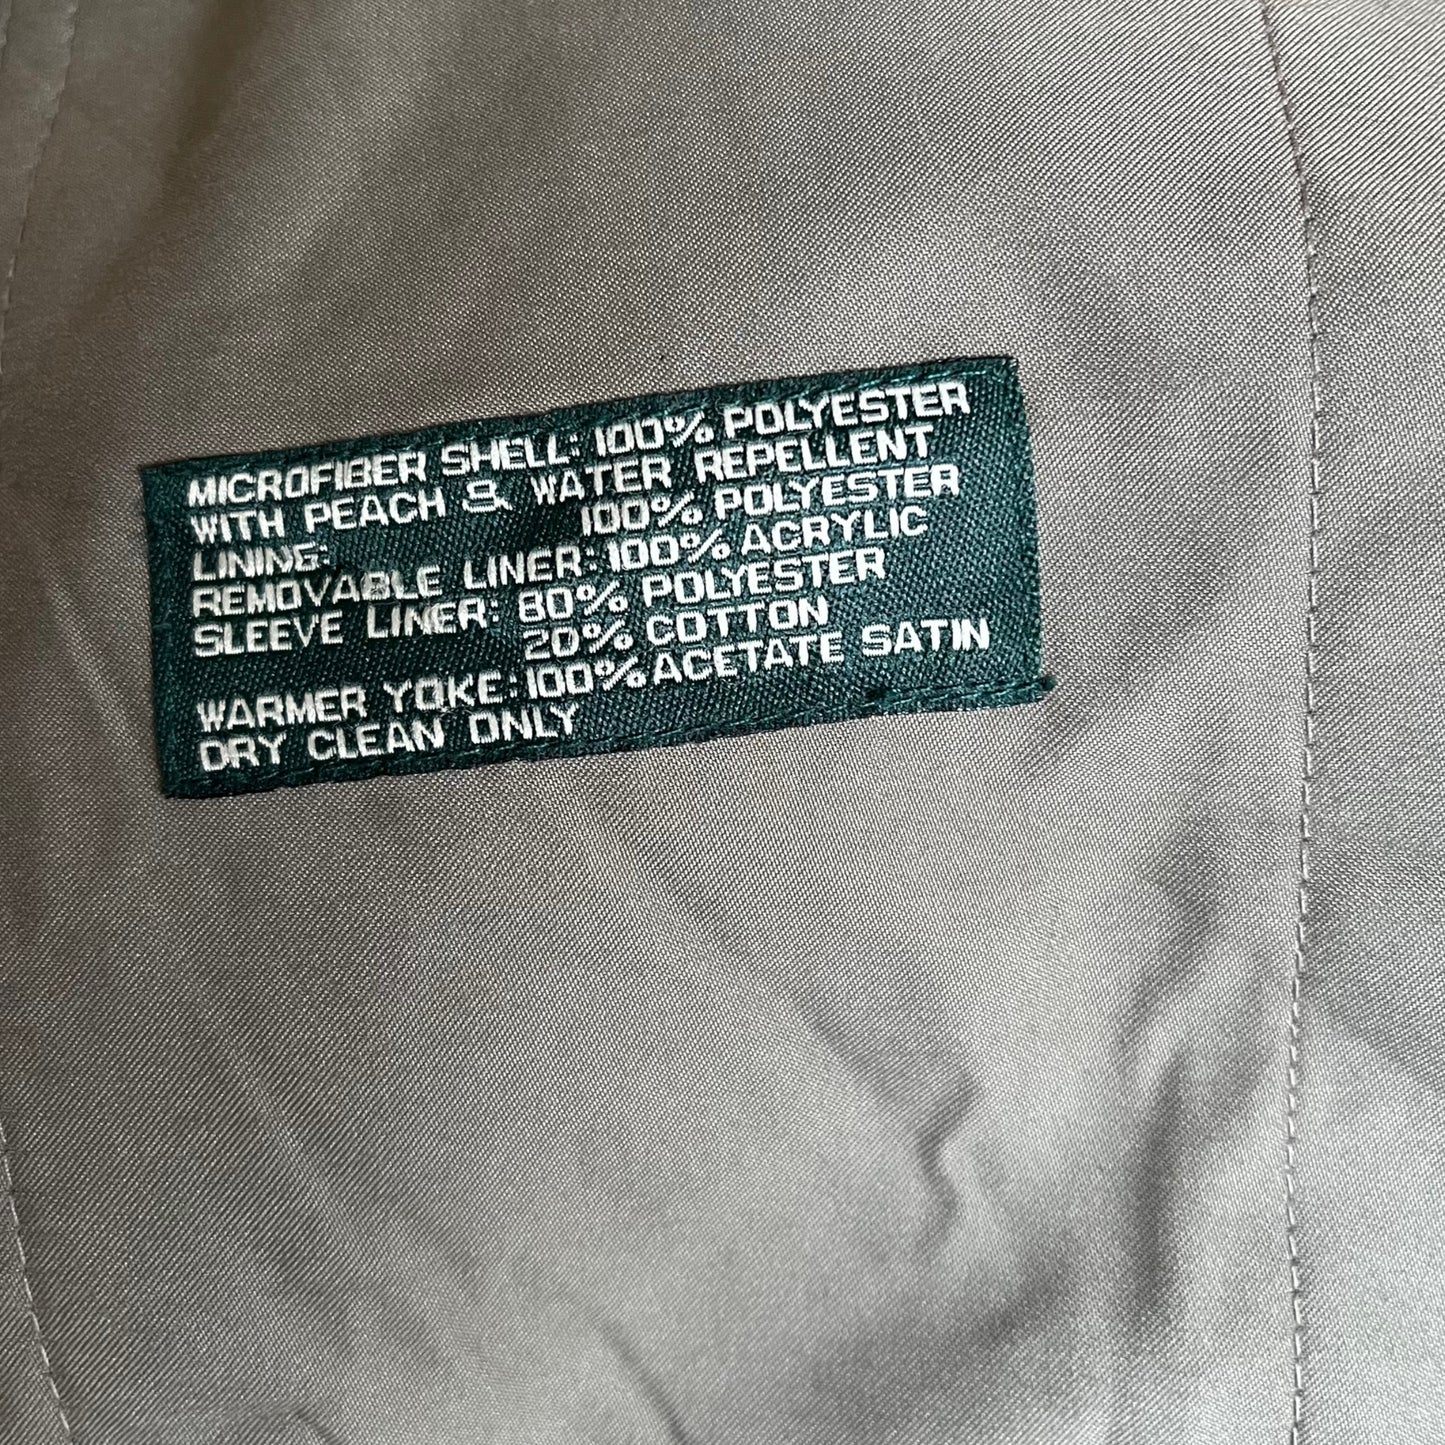 MICROFIBER SHELL: 100% POLYESTER
WITH PEACH & WATER REPELLENT
LINING: 100% POLYESTER
REMOVABLE LINER: 100% ACRYLIC
SLEEVE LINER: 80% POLYESTER
20% COTTON
WARMER YOKE: 100% ACETATE SATIN
DRY CLEAN ONLY